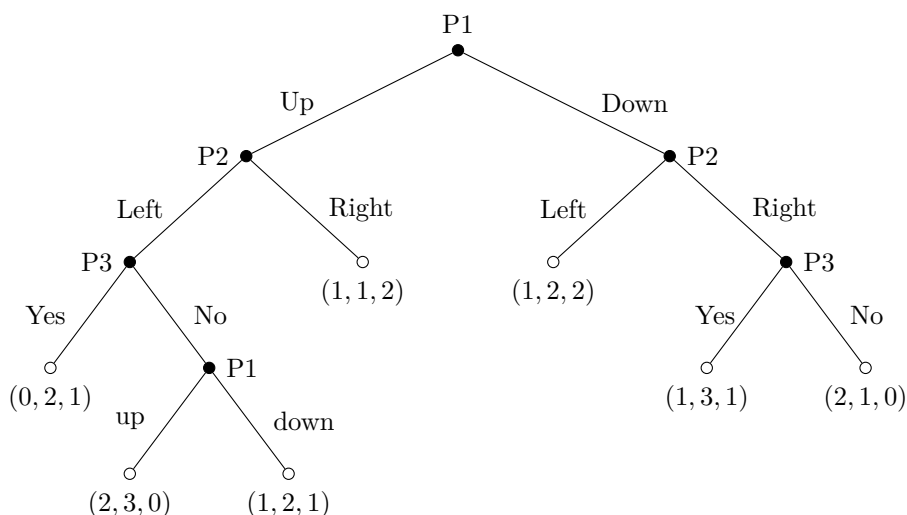 P1
Up
Down
P2
P2
Left
Right
Left
Right
P3
(1, 1, 2)
(1, 2, 2)
P3
Yes
No
Yes
No
(0, 2, 1)
P1
(1, 3, 1)
(2, 1, 0)
up
down
(2, 3, 0)
(1, 2, 1)